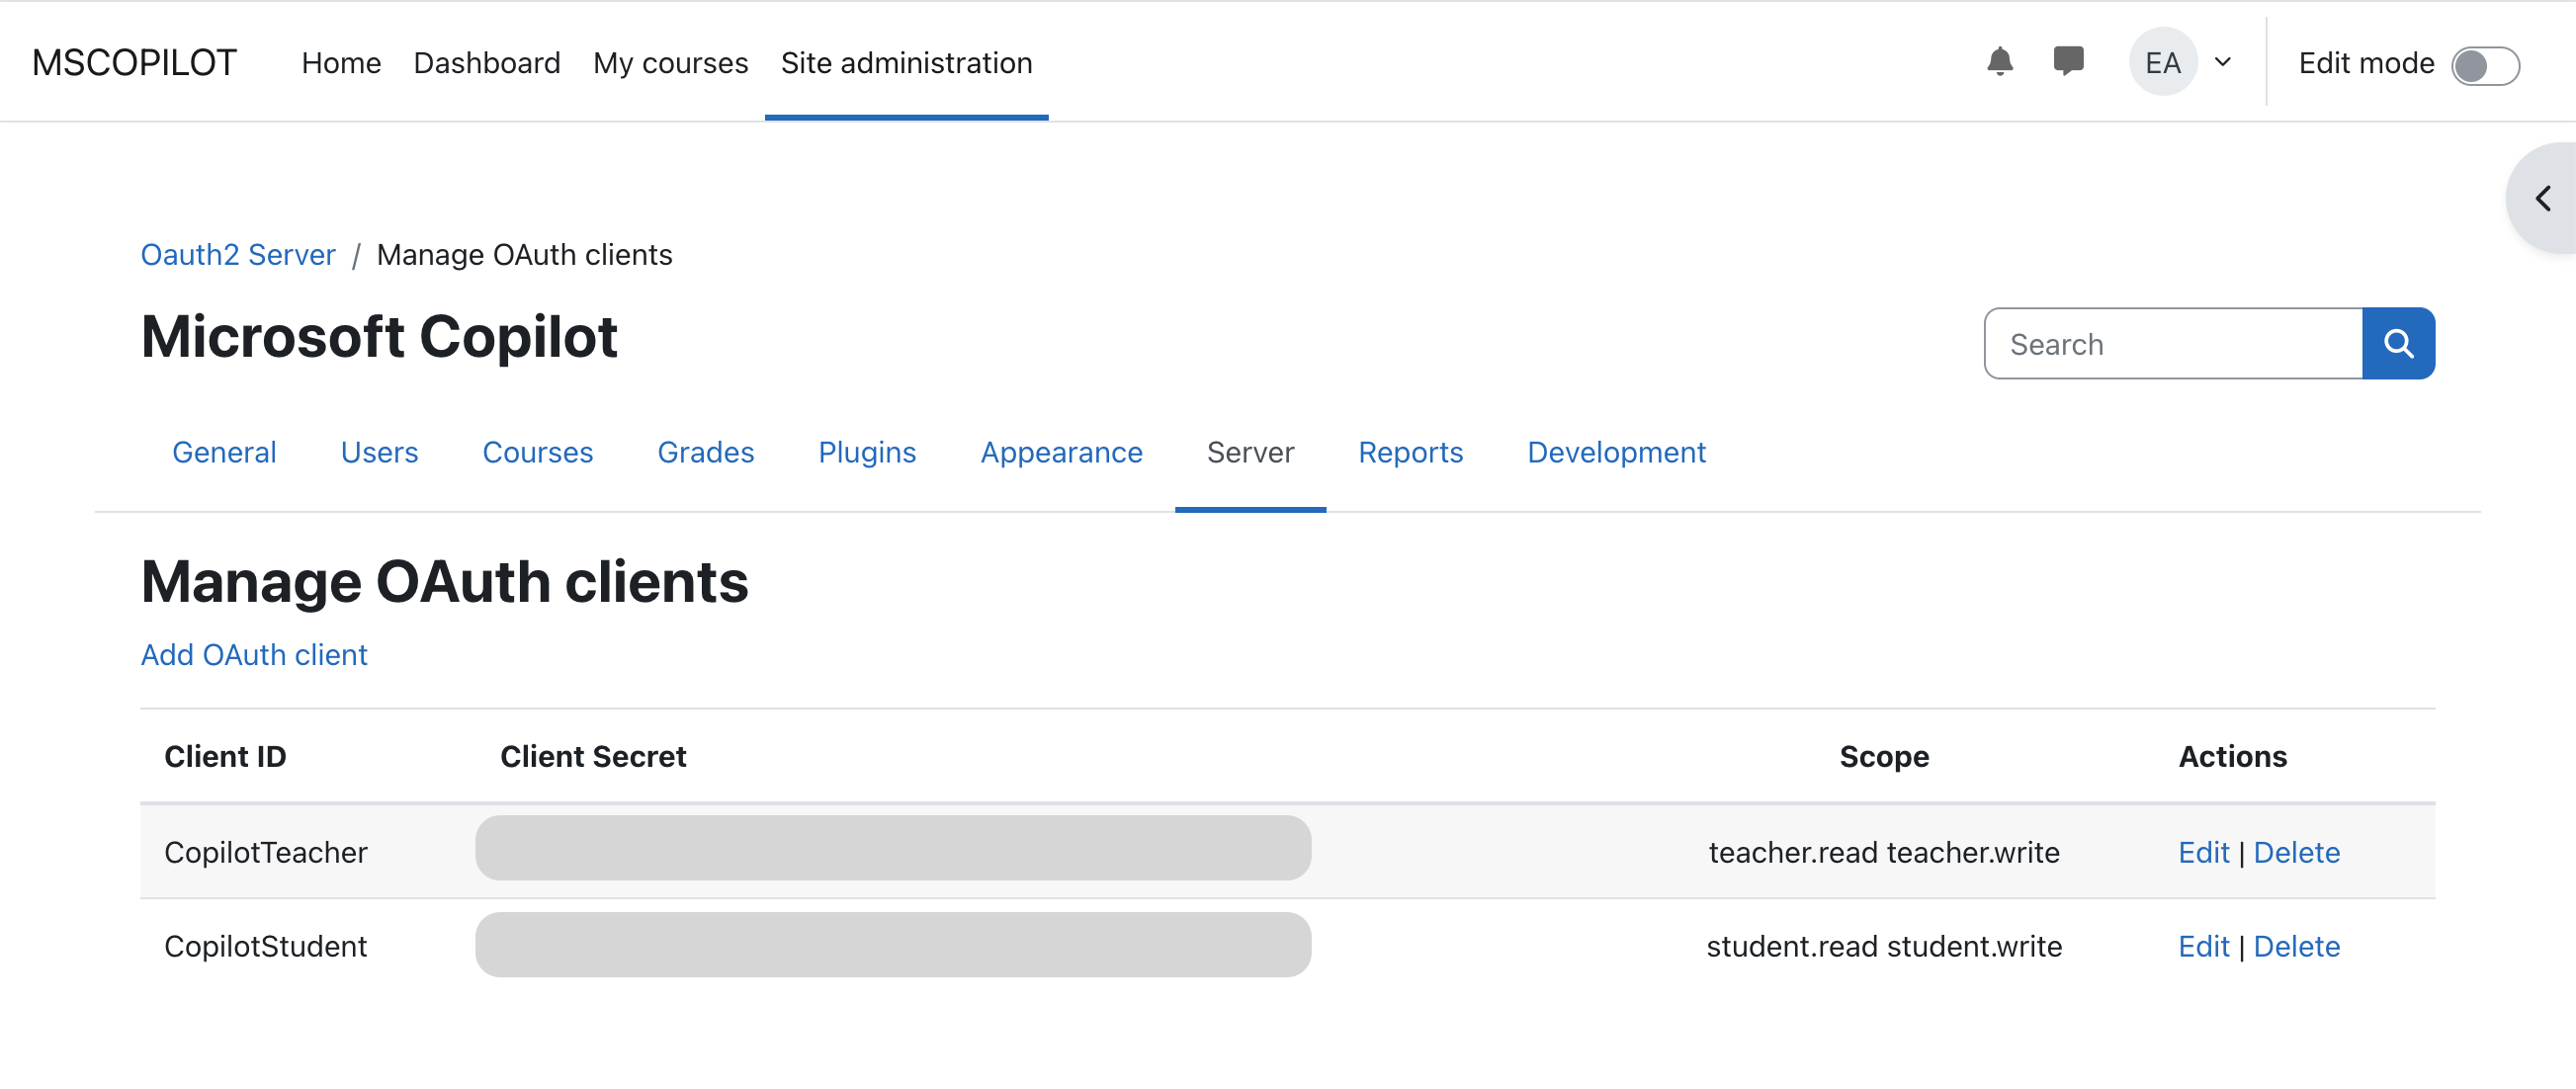 MSCOPILOT Home Dashboard My courses Site administration EA Edit mode
Oauth2 Server / Manage OAuth clients
Microsoft Copilot
Search
General Users Courses Grades Plugins Appearance Server Reports Development
Manage OAuth clients
Add OAuth client
Client ID Client Secret Scope Actions
CopilotTeacher teacher.read teacher.write Edit | Delete
CopilotStudent student.read student.write Edit | Delete